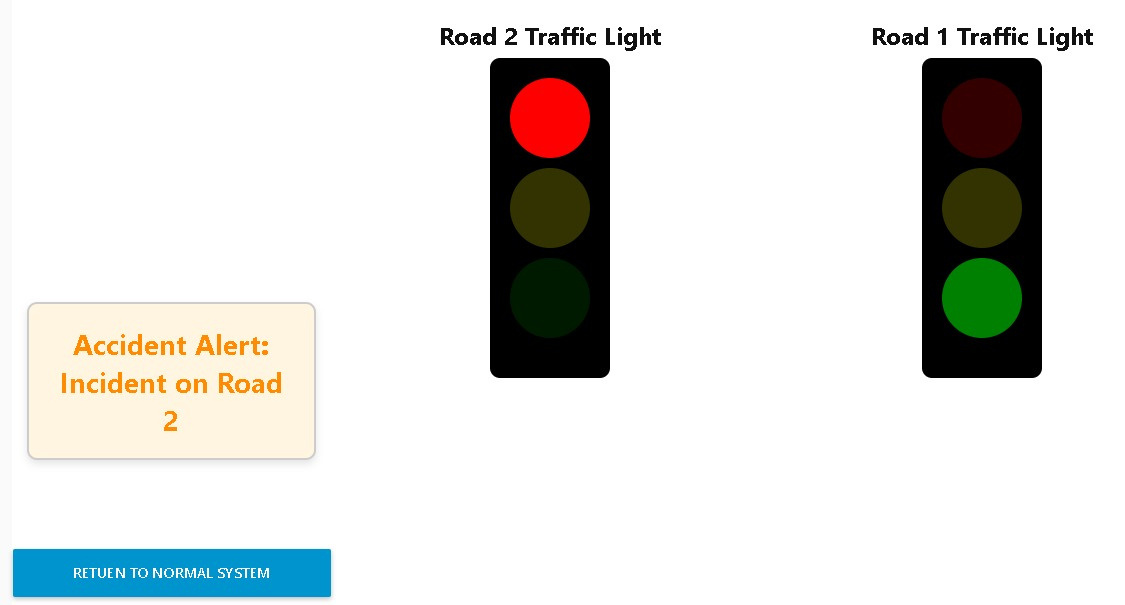 Road 2 Traffic Light
Road 1 Traffic Light
Accident Alert:
Incident on Road
2
RETUEN TO NORMAL SYSTEM